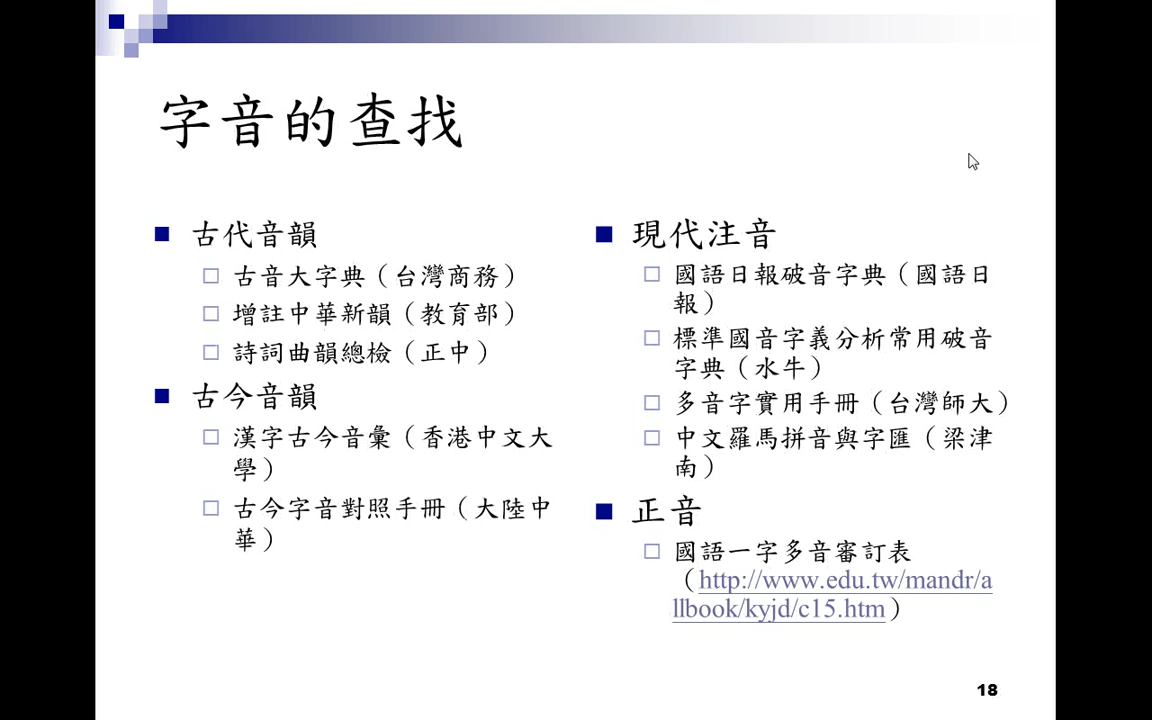 字音的查找
古代音韻
古音大字典（台灣商務）
增註中華新韻（教育部）
詩詞曲韻總檢（正中）
古今音韻
漢字古今音彙（香港中文大
學）
古今字音對照手冊（大陸中
華）
現代注音
國語日報破音字典（國語日
報）
標準國音字義分析常用破音
字典（水牛）
多音字實用手冊（台灣師大）
中文羅馬拼音與字匯（梁津
南）
正音
國語一字多音審訂表
（http://www.edu.tw/mandr/a
llbook/kyjd/c15.htm）
18